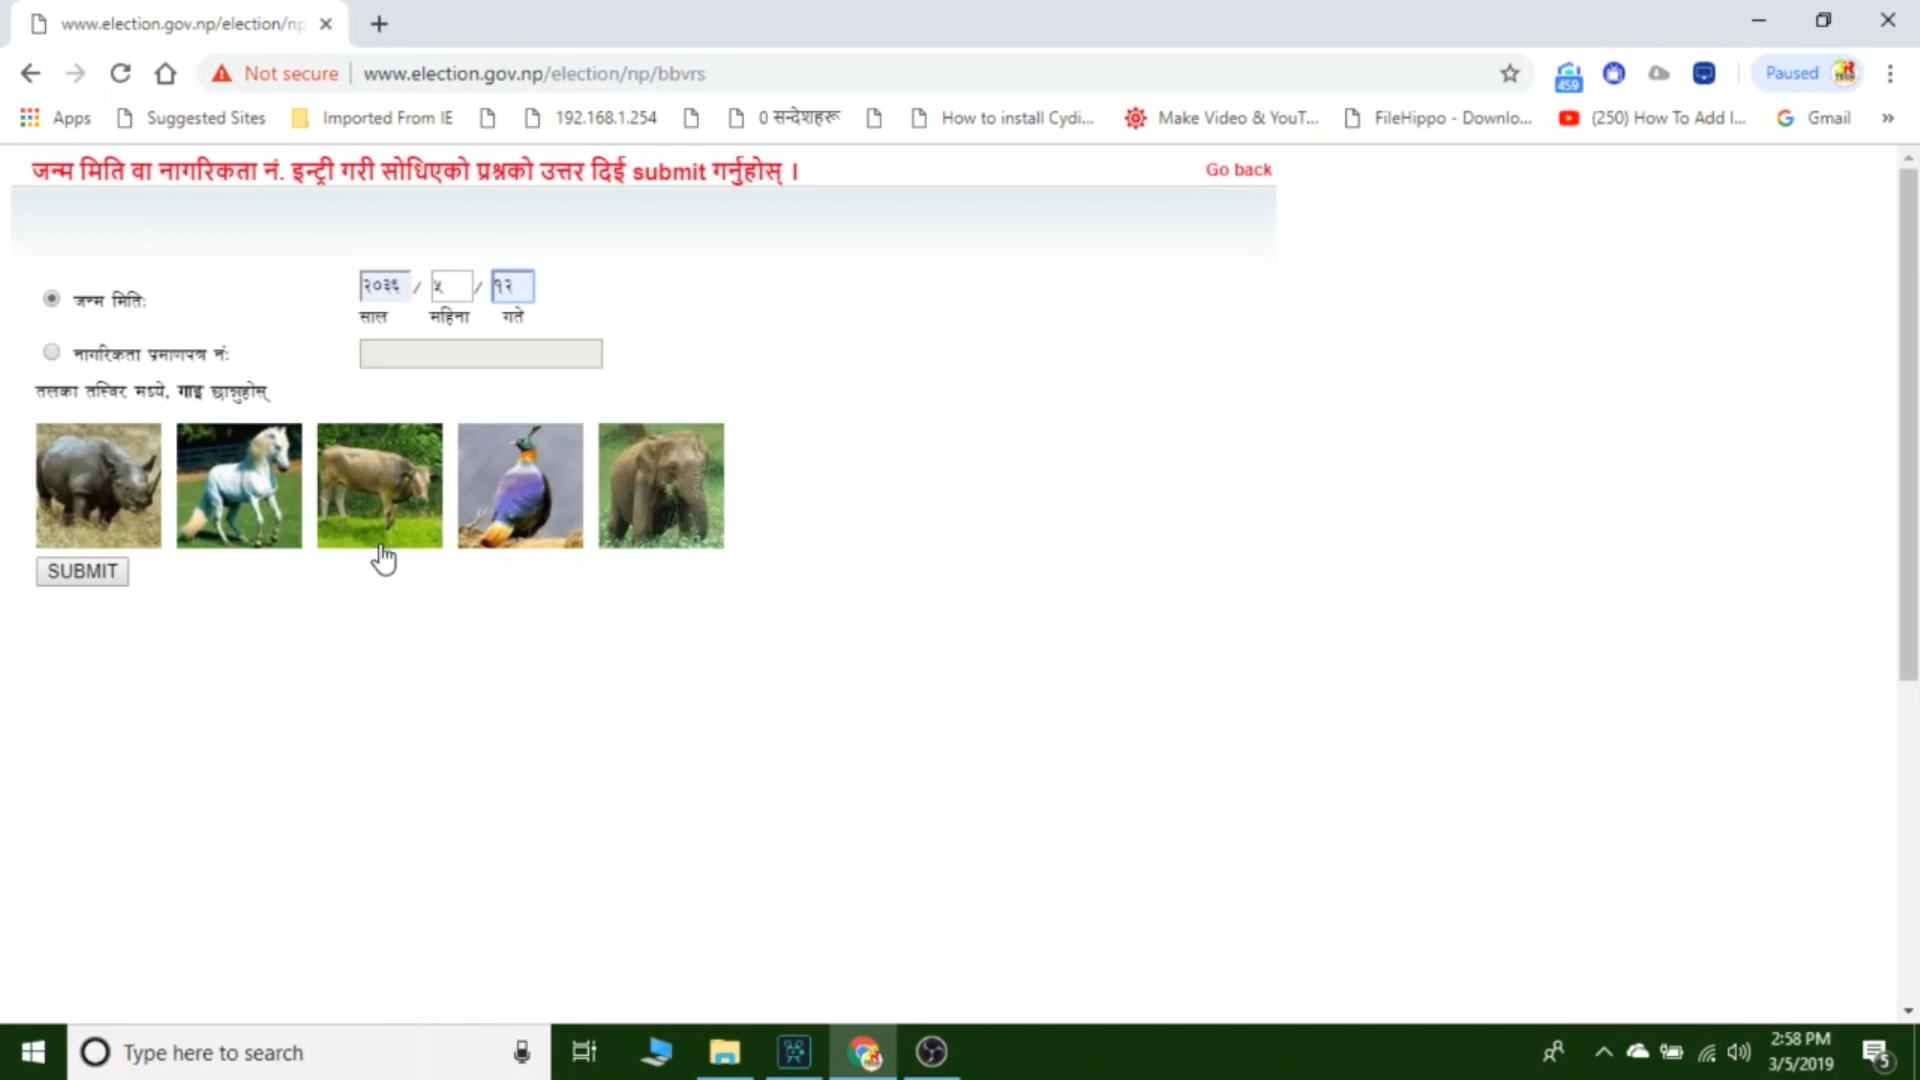 www.election.gov.np/election/np
Not secure www.election.gov.np/election/np/bbvrs 459 Paused
Apps Suggested Sites Imported From IE 192.168.1.254 0 सन्देशहरू How to install Cydi... Make Video & YouT... FileHippo - Downlo... (250) How To Add I... Gmail »
जन्म मिति वा नागरिकता नं. इन्ट्री गरी सोधिएको प्रश्नको उत्तर दिई submit गर्नुहोस् ।
Go back
जन्म मितिः २०३६ / ५ / १२
साल महिना गते
नागरिकता प्रमाणपत्र नंः
तलका तस्विर मध्ये, गाइ छान्नुहोस्
SUBMIT
Type here to search
2:58 PM
3/5/2019
5